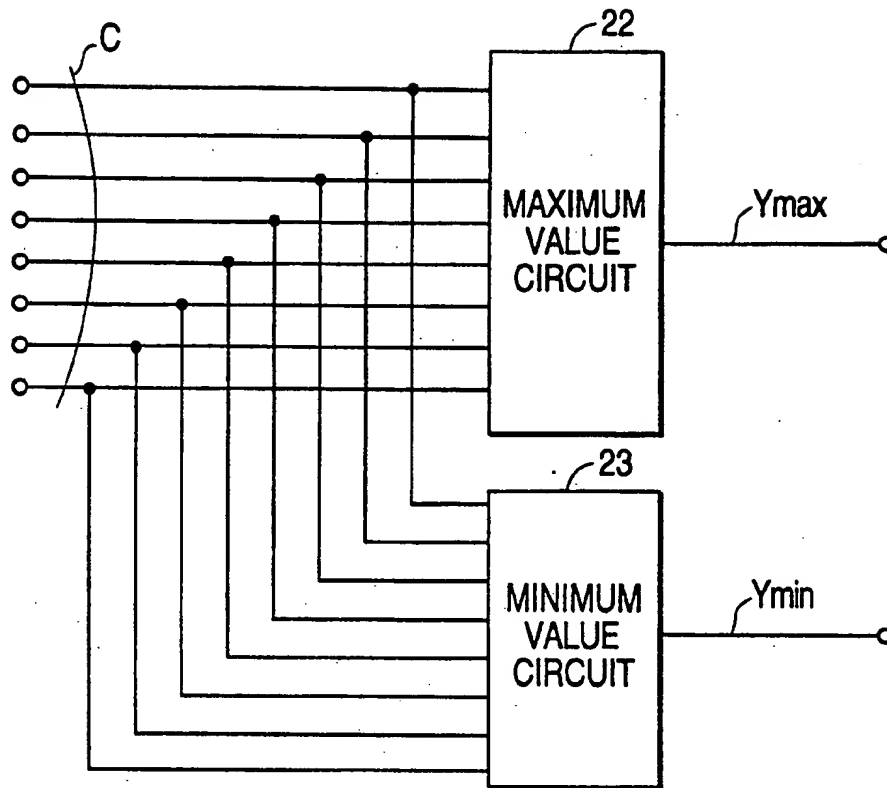 C
22
MAXIMUM
VALUE
CIRCUIT
Ymax
23
MINIMUM
VALUE
CIRCUIT
Ymin